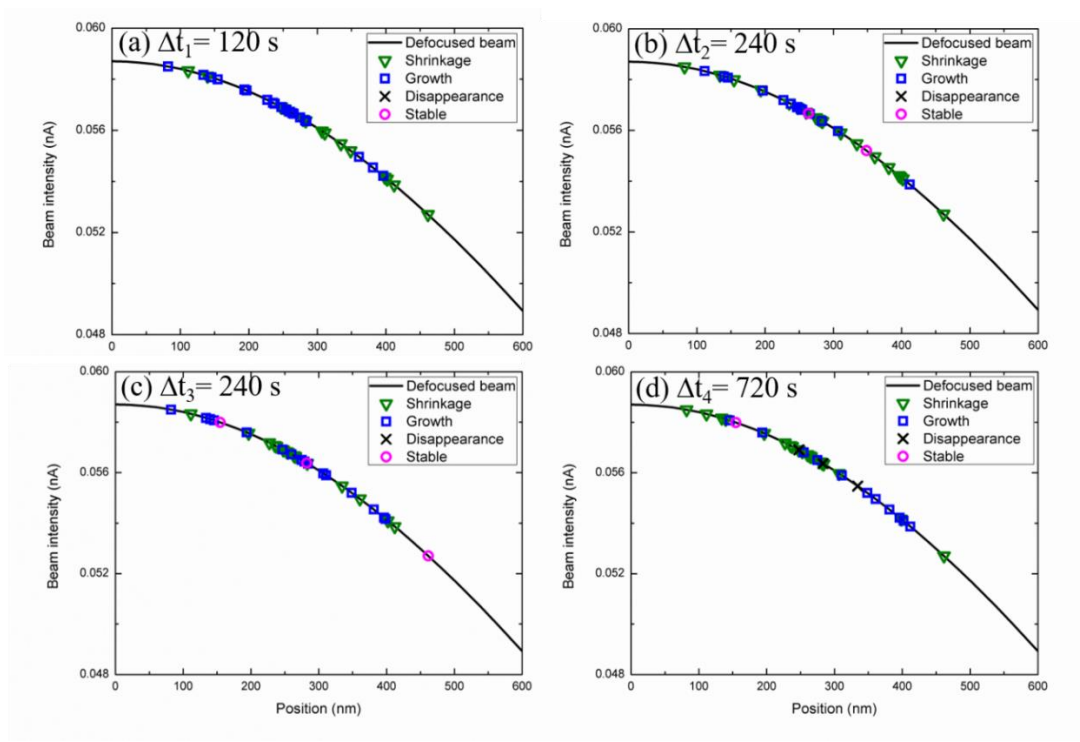 (a) Δt₁= 120 s
Defocused beam
Shrinkage
Growth
Disappearance
Stable
0.060
0.056
0.052
0.048
Beam intensity (nA)
0 100 200 300 400 500 600
(b) Δt₂= 240 s
Defocused beam
Shrinkage
Growth
Disappearance
Stable
0.060
0.056
0.052
0.048
Beam intensity (nA)
0 100 200 300 400 500 600
(c) Δt₃= 240 s
Defocused beam
Shrinkage
Growth
Disappearance
Stable
0.060
0.056
0.052
0.048
Beam intensity (nA)
0 100 200 300 400 500 600
Position (nm)
(d) Δt₄= 720 s
Defocused beam
Shrinkage
Growth
Disappearance
Stable
0.060
0.056
0.052
0.048
Beam intensity (nA)
0 100 200 300 400 500 600
Position (nm)